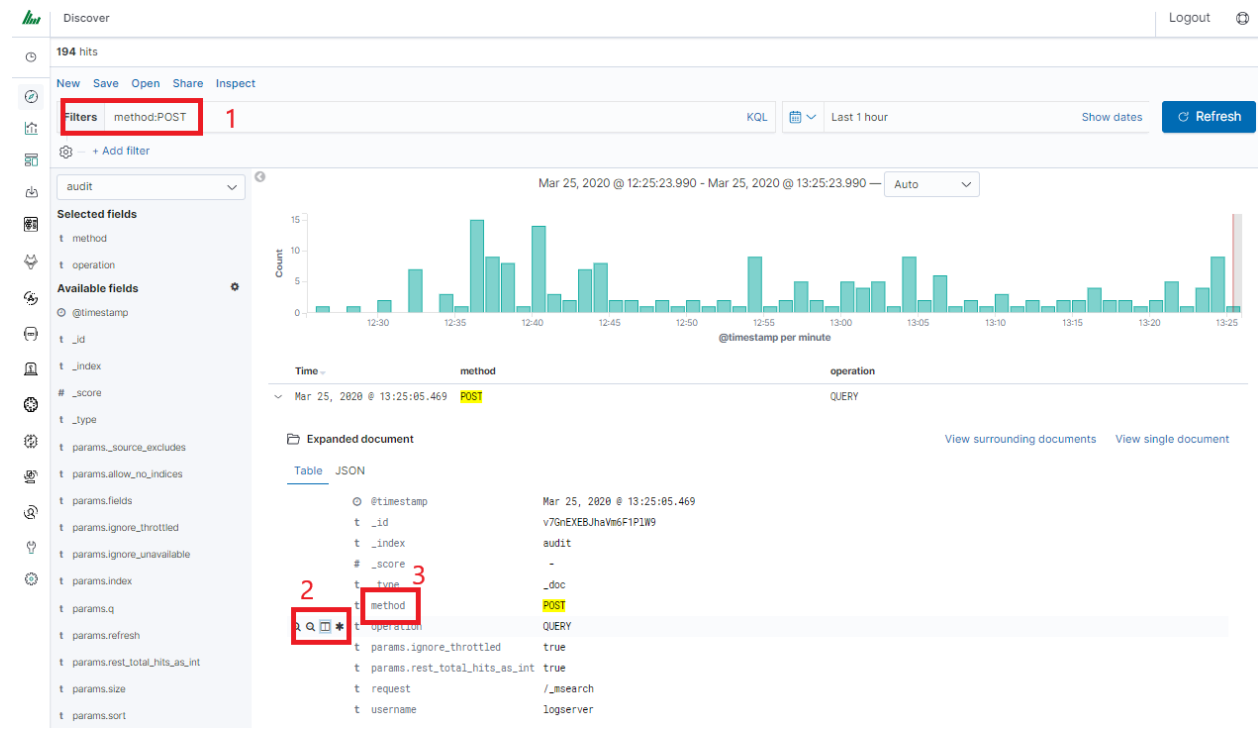 Discover
Logout
194 hits
New Save Open Share Inspect
Filters method:POST 1 KQL Last 1 hour Show dates Refresh
+ Add filter
audit
Selected fields
t method
t operation
Available fields
@timestamp
t _id
t _index
# _score
t _type
t params._source_excludes
t params.allow_no_indices
t params.fields
t params.ignore_throttled
t params.ignore_unavailable
t params.index
t params.q
t params.refresh
t params.rest_total_hits_as_int
t params.size
t params.sort
Mar 25, 2020 @ 12:25:23.990 - Mar 25, 2020 @ 13:25:23.990 — Auto
Count
15
10
5
0
12:30 12:35 12:40 12:45 12:50 12:55 13:00 13:05 13:10 13:15 13:20 13:25
@timestamp per minute
Time method operation
Mar 25, 2020 @ 13:25:05.469 POST QUERY
Expanded document View surrounding documents View single document
Table JSON
@timestamp Mar 25, 2020 @ 13:25:05.469
t _id v7GnEXEBJhaVm6F1PlW9
t _index audit
# _score -
t _type _doc
2 3
t method POST
t operation QUERY
t params.ignore_throttled true
t params.rest_total_hits_as_int true
t request /_msearch
t username logserver